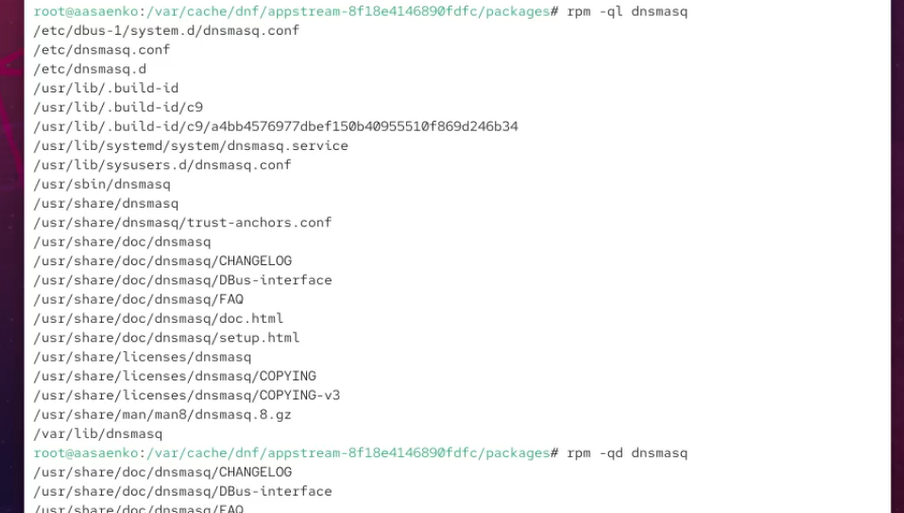 root@aasaenko:/var/cache/dnf/appstream-8f18e4146890fdfc/packages# rpm -ql dnsmasq
/etc/dbus-1/system.d/dnsmasq.conf
/etc/dnsmasq.conf
/etc/dnsmasq.d
/usr/lib/.build-id
/usr/lib/.build-id/c9
/usr/lib/.build-id/c9/a4bb4576977dbef150b40955510f869d246b34
/usr/lib/systemd/system/dnsmasq.service
/usr/lib/sysusers.d/dnsmasq.conf
/usr/sbin/dnsmasq
/usr/share/dnsmasq
/usr/share/dnsmasq/trust-anchors.conf
/usr/share/doc/dnsmasq
/usr/share/doc/dnsmasq/CHANGELOG
/usr/share/doc/dnsmasq/DBus-interface
/usr/share/doc/dnsmasq/FAQ
/usr/share/doc/dnsmasq/doc.html
/usr/share/doc/dnsmasq/setup.html
/usr/share/licenses/dnsmasq
/usr/share/licenses/dnsmasq/COPYING
/usr/share/licenses/dnsmasq/COPYING-v3
/usr/share/man/man8/dnsmasq.8.gz
/var/lib/dnsmasq
root@aasaenko:/var/cache/dnf/appstream-8f18e4146890fdfc/packages# rpm -qd dnsmasq
/usr/share/doc/dnsmasq/CHANGELOG
/usr/share/doc/dnsmasq/DBus-interface
/usr/share/doc/dnsmasq/FAQ